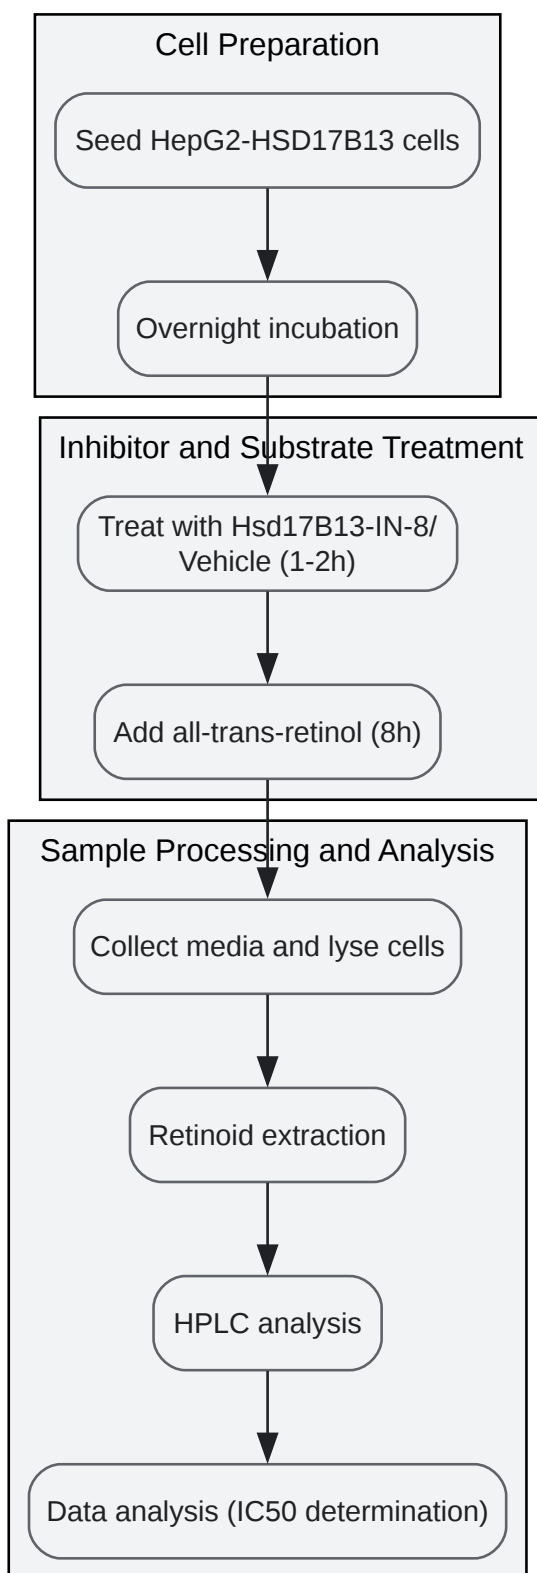 Cell Preparation
Seed HepG2-HSD17B13 cells
Overnight incubation
Inhibitor and Substrate Treatment
Treat with Hsd17B13-IN-8/
Vehicle (1-2h)
Add all-trans-retinol (8h)
Sample Processing and Analysis
Collect media and lyse cells
Retinoid extraction
HPLC analysis
Data analysis (IC50 determination)